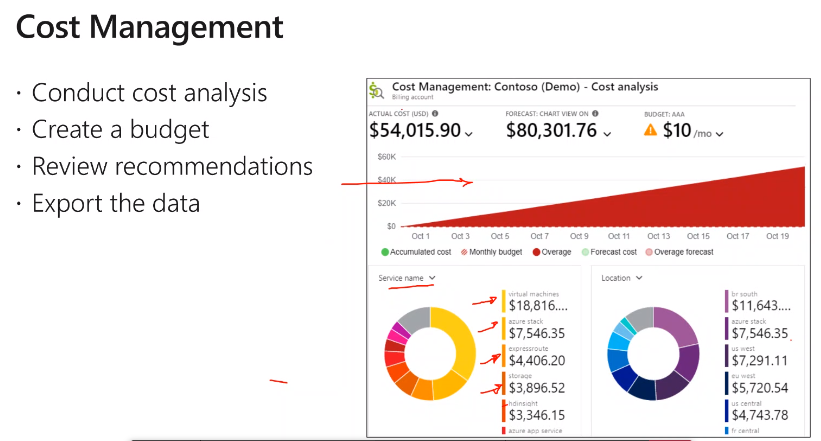 Cost Management
· Conduct cost analysis
· Create a budget
· Review recommendations
· Export the data
Cost Management: Contoso (Demo) - Cost analysis
Billing account
ACTUAL COST (USD) FORECAST: CHART VIEW ON BUDGET: AAA
$54,015.90 $80,301.76 $10 /mo
$60K
$40K
$20K
$0
Oct 1 Oct 3 Oct 5 Oct 7 Oct 9 Oct 11 Oct 13 Oct 15 Oct 17 Oct 19
Accumulated cost Monthly budget Overage Forecast cost Overage forecast
Service name
virtual machines
$18,816....
azure stack
$7,546.35
expressroute
$4,406.20
storage
$3,896.52
hdinsight
$3,346.15
azure app service
Location
br south
$11,643....
azure stack
$7,546.35
us west
$7,291.11
eu west
$5,720.54
us central
$4,743.78
fr central